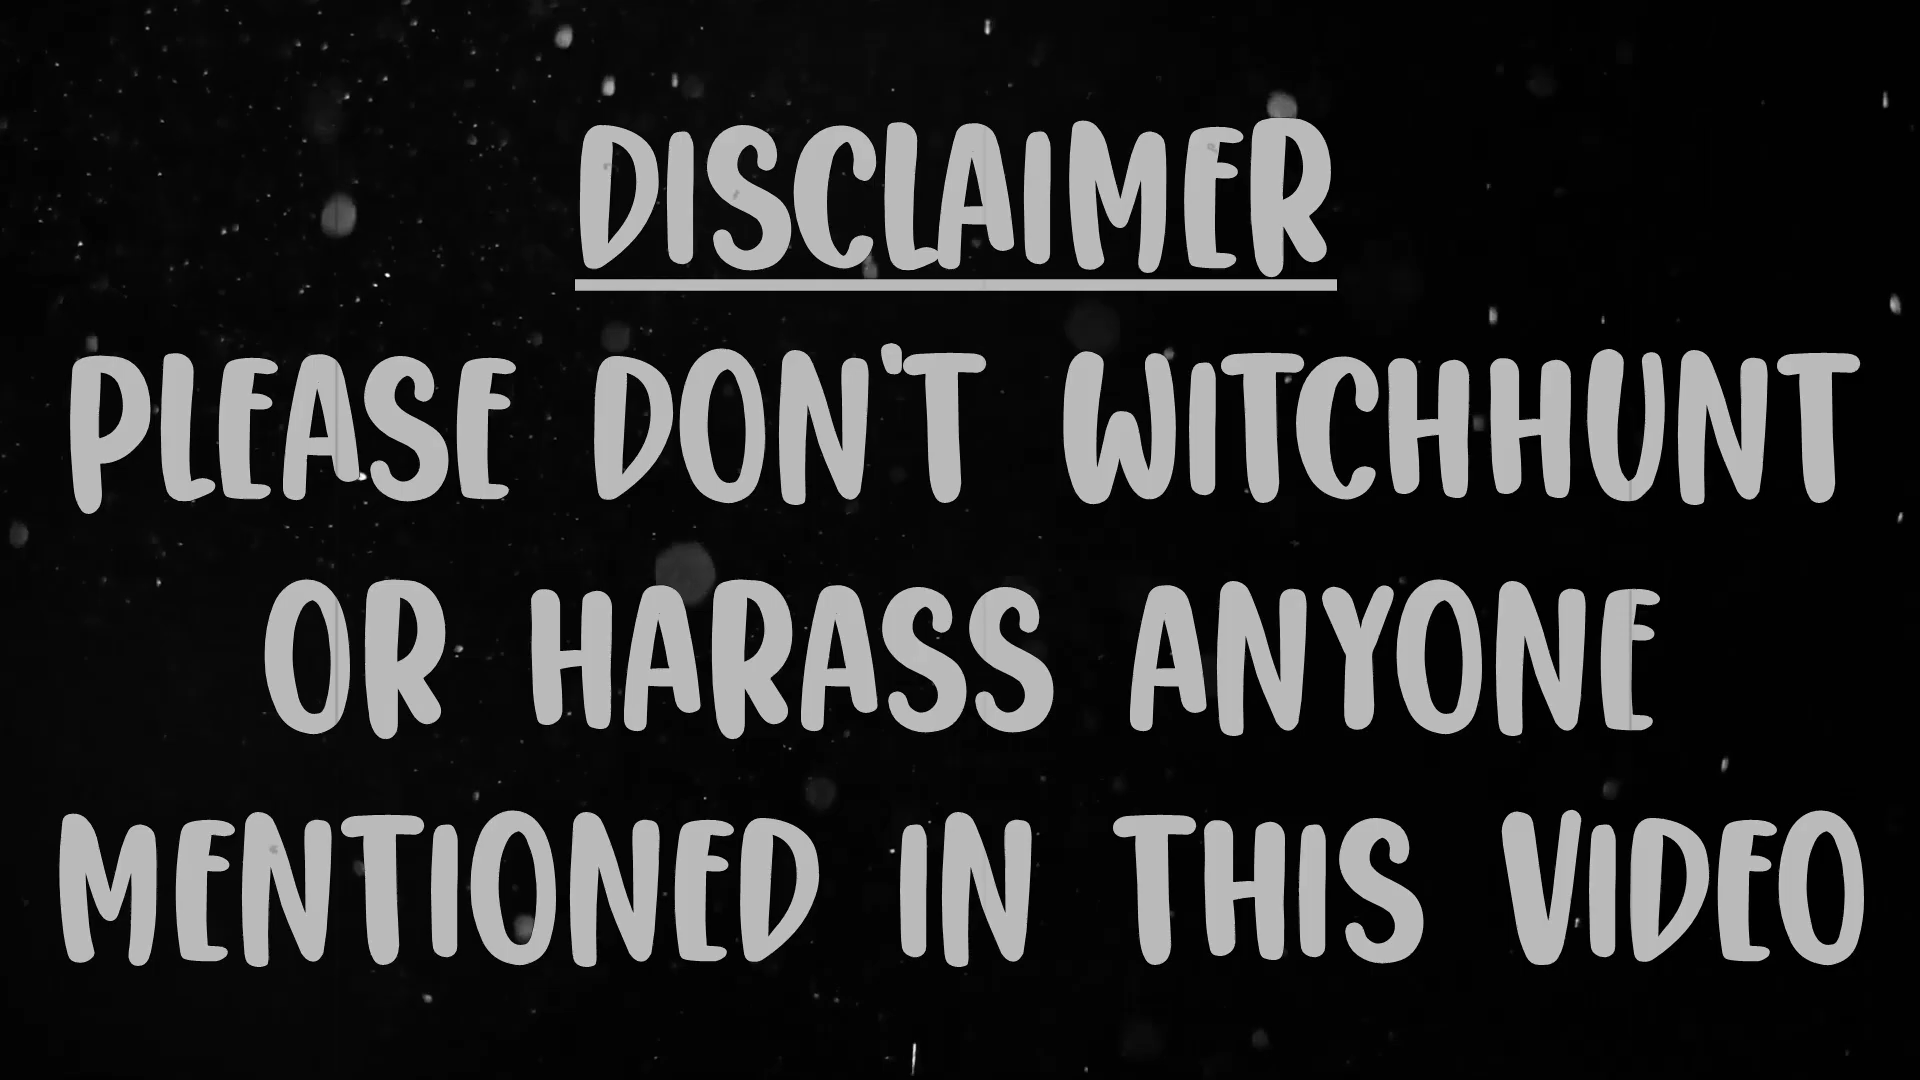 DISCLAIMER
PLEASE DON'T WITCHHUNT
OR HARASS ANYONE
MENTIONED IN THIS VIDEO